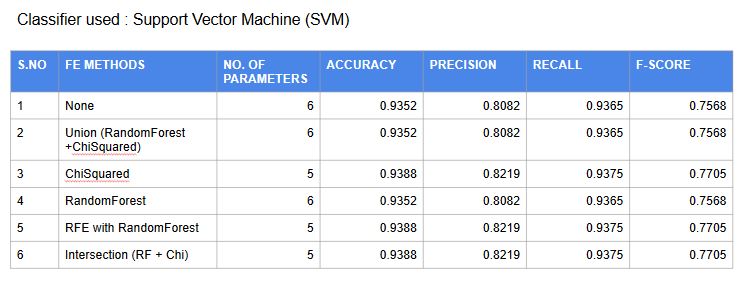 Classifier used : Support Vector Machine (SVM)
S.NO FE METHODS NO. OF PARAMETERS ACCURACY PRECISION RECALL F-SCORE
1 None 6 0.9352 0.8082 0.9365 0.7568
2 Union (RandomForest +ChiSquared) 6 0.9352 0.8082 0.9365 0.7568
3 ChiSquared 5 0.9388 0.8219 0.9375 0.7705
4 RandomForest 6 0.9352 0.8082 0.9365 0.7568
5 RFE with RandomForest 5 0.9388 0.8219 0.9375 0.7705
6 Intersection (RF + Chi) 5 0.9388 0.8219 0.9375 0.7705